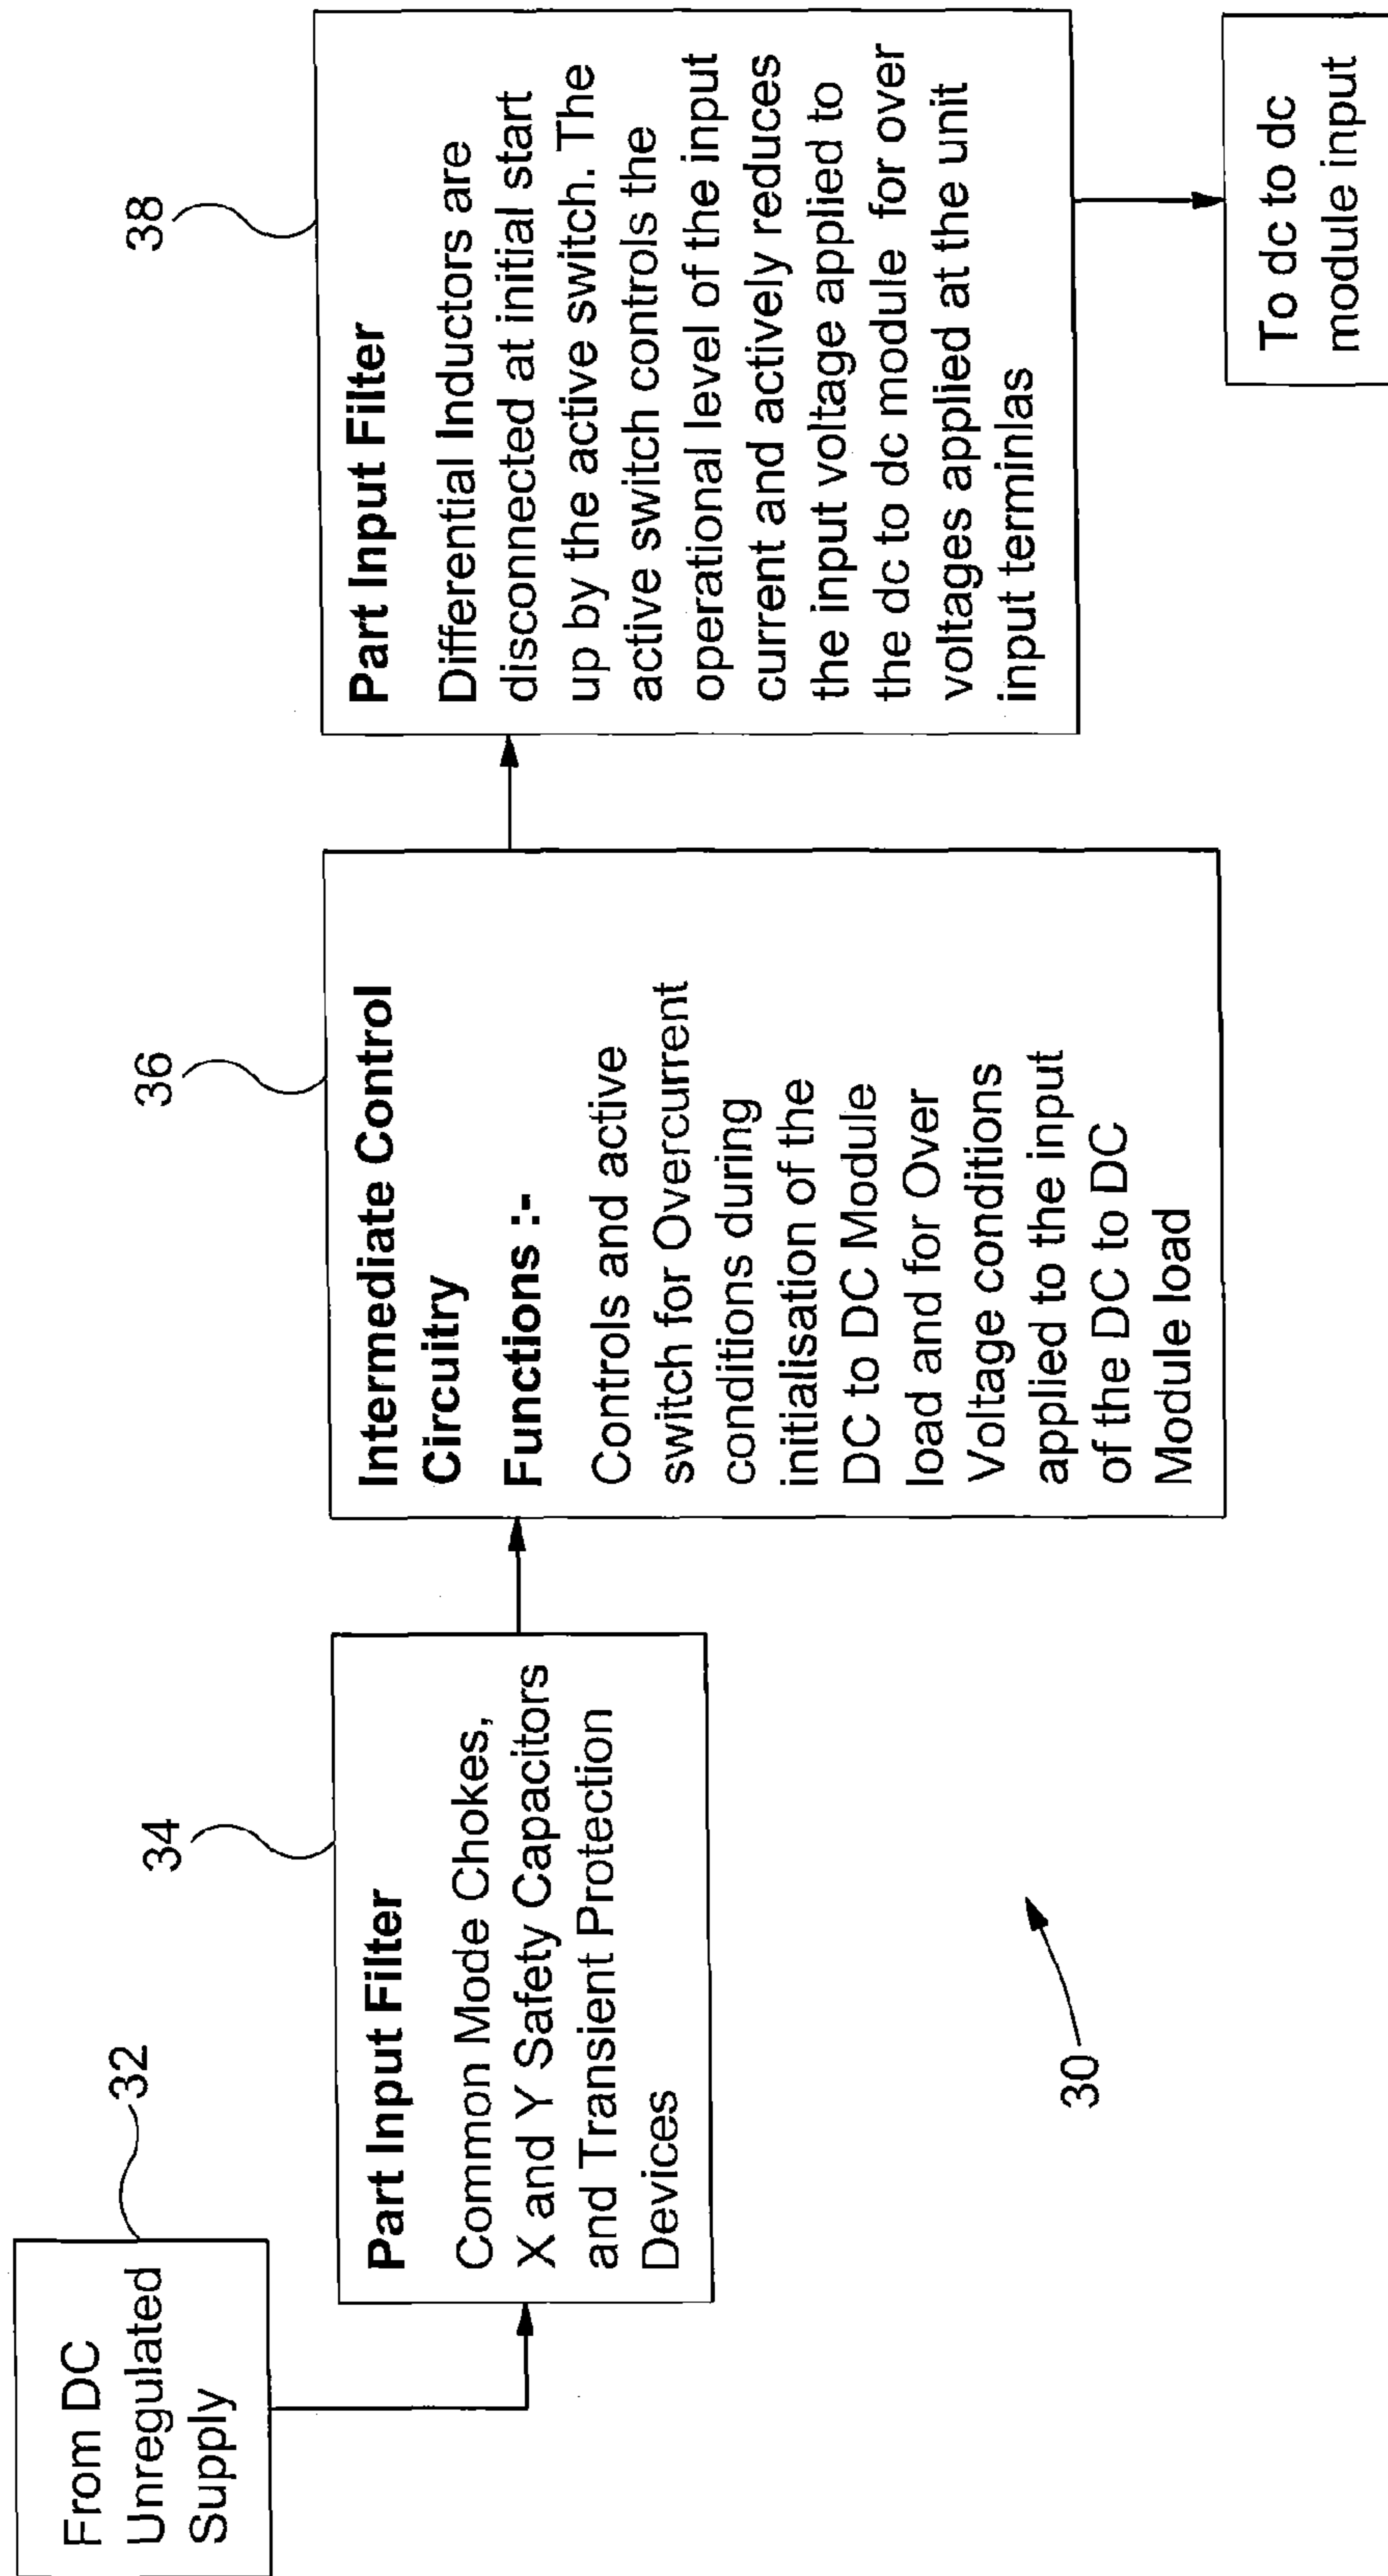 From DC
Unregulated
Supply
32
34
Part Input Filter
Common Mode Chokes,
X and Y Safety Capacitors
and Transient Protection
Devices
36
Intermediate Control
Circuitry
Functions :-
Controls and active
switch for Overcurrent
conditions during
initialisation of the
DC to DC Module
load and for Over
Voltage conditions
applied to the input
of the DC to DC
Module load
38
Part Input Filter
Differential Inductors are
disconnected at initial start
up by the active switch. The
active switch controls the
operational level of the input
current and actively reduces
the input voltage applied to
the dc to dc module for over
voltages applied at the unit
input terminlas
To dc to dc
module input
30